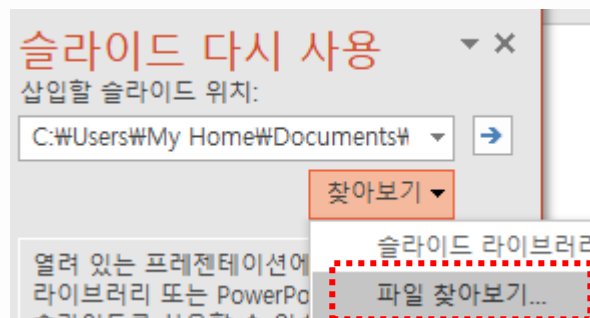 슬라이드 다시 사용
삽입할 슬라이드 위치:
C:₩Users₩My Home₩Documents₩
찾아보기
슬라이드 라이브러리
열려 있는 프레젠테이션에
라이브러리 또는 PowerPo
파일 찾아보기...